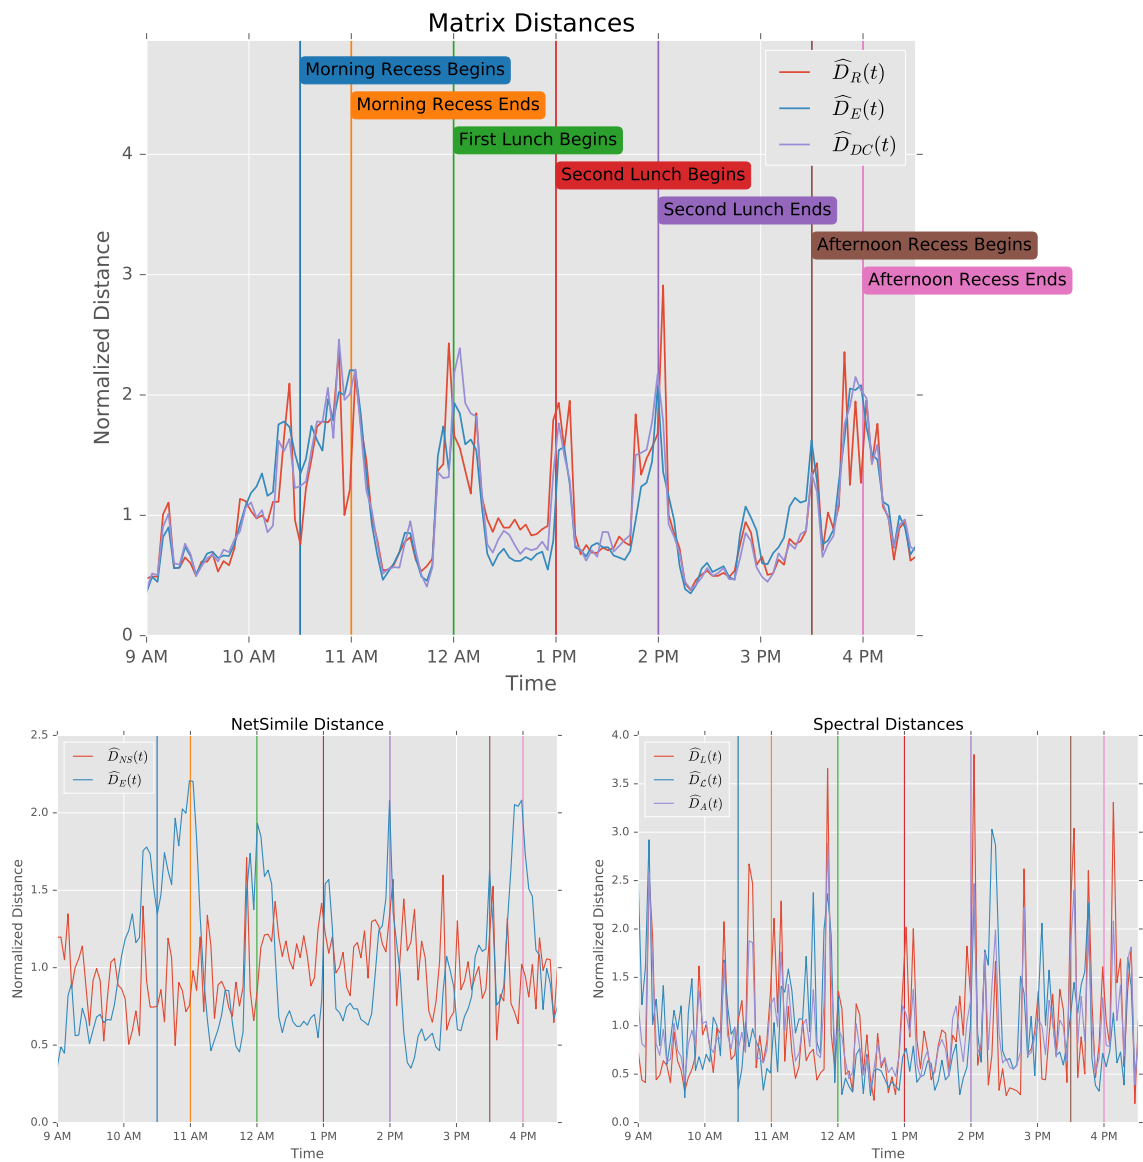 Matrix Distances
Morning Recess Begins
Morning Recess Ends
First Lunch Begins
Second Lunch Begins
Second Lunch Ends
Afternoon Recess Begins
Afternoon Recess Ends
D̂_R(t)
D̂_E(t)
D̂_DC(t)
Normalized Distance
4
3
2
1
0
9 AM 10 AM 11 AM 12 AM 1 PM 2 PM 3 PM 4 PM
Time
NetSimile Distance
D̂_NS(t)
D̂_E(t)
Normalized Distance
2.5
2.0
1.5
1.0
0.5
0.0
9 AM 10 AM 11 AM 12 AM 1 PM 2 PM 3 PM 4 PM
Time
Spectral Distances
D̂_L(t)
D̂_ℒ(t)
D̂_A(t)
Normalized Distance
4.0
3.5
3.0
2.5
2.0
1.5
1.0
0.5
0.0
9 AM 10 AM 11 AM 12 AM 1 PM 2 PM 3 PM 4 PM
Time